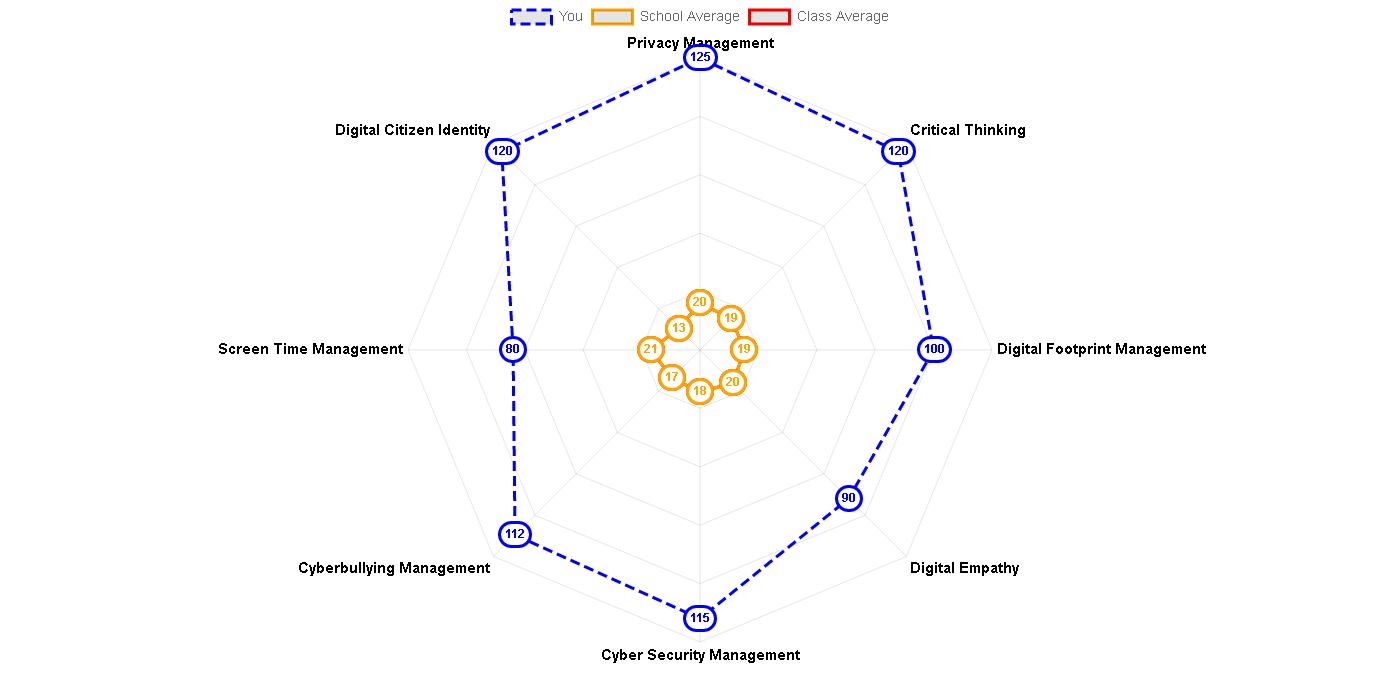 You School Average Class Average
Privacy Management
125
Digital Citizen Identity
Critical Thinking
120
120
20
19
13
Screen Time Management
80
21
19
100
Digital Footprint Management
17
20
18
90
112
Cyberbullying Management
Digital Empathy
115
Cyber Security Management